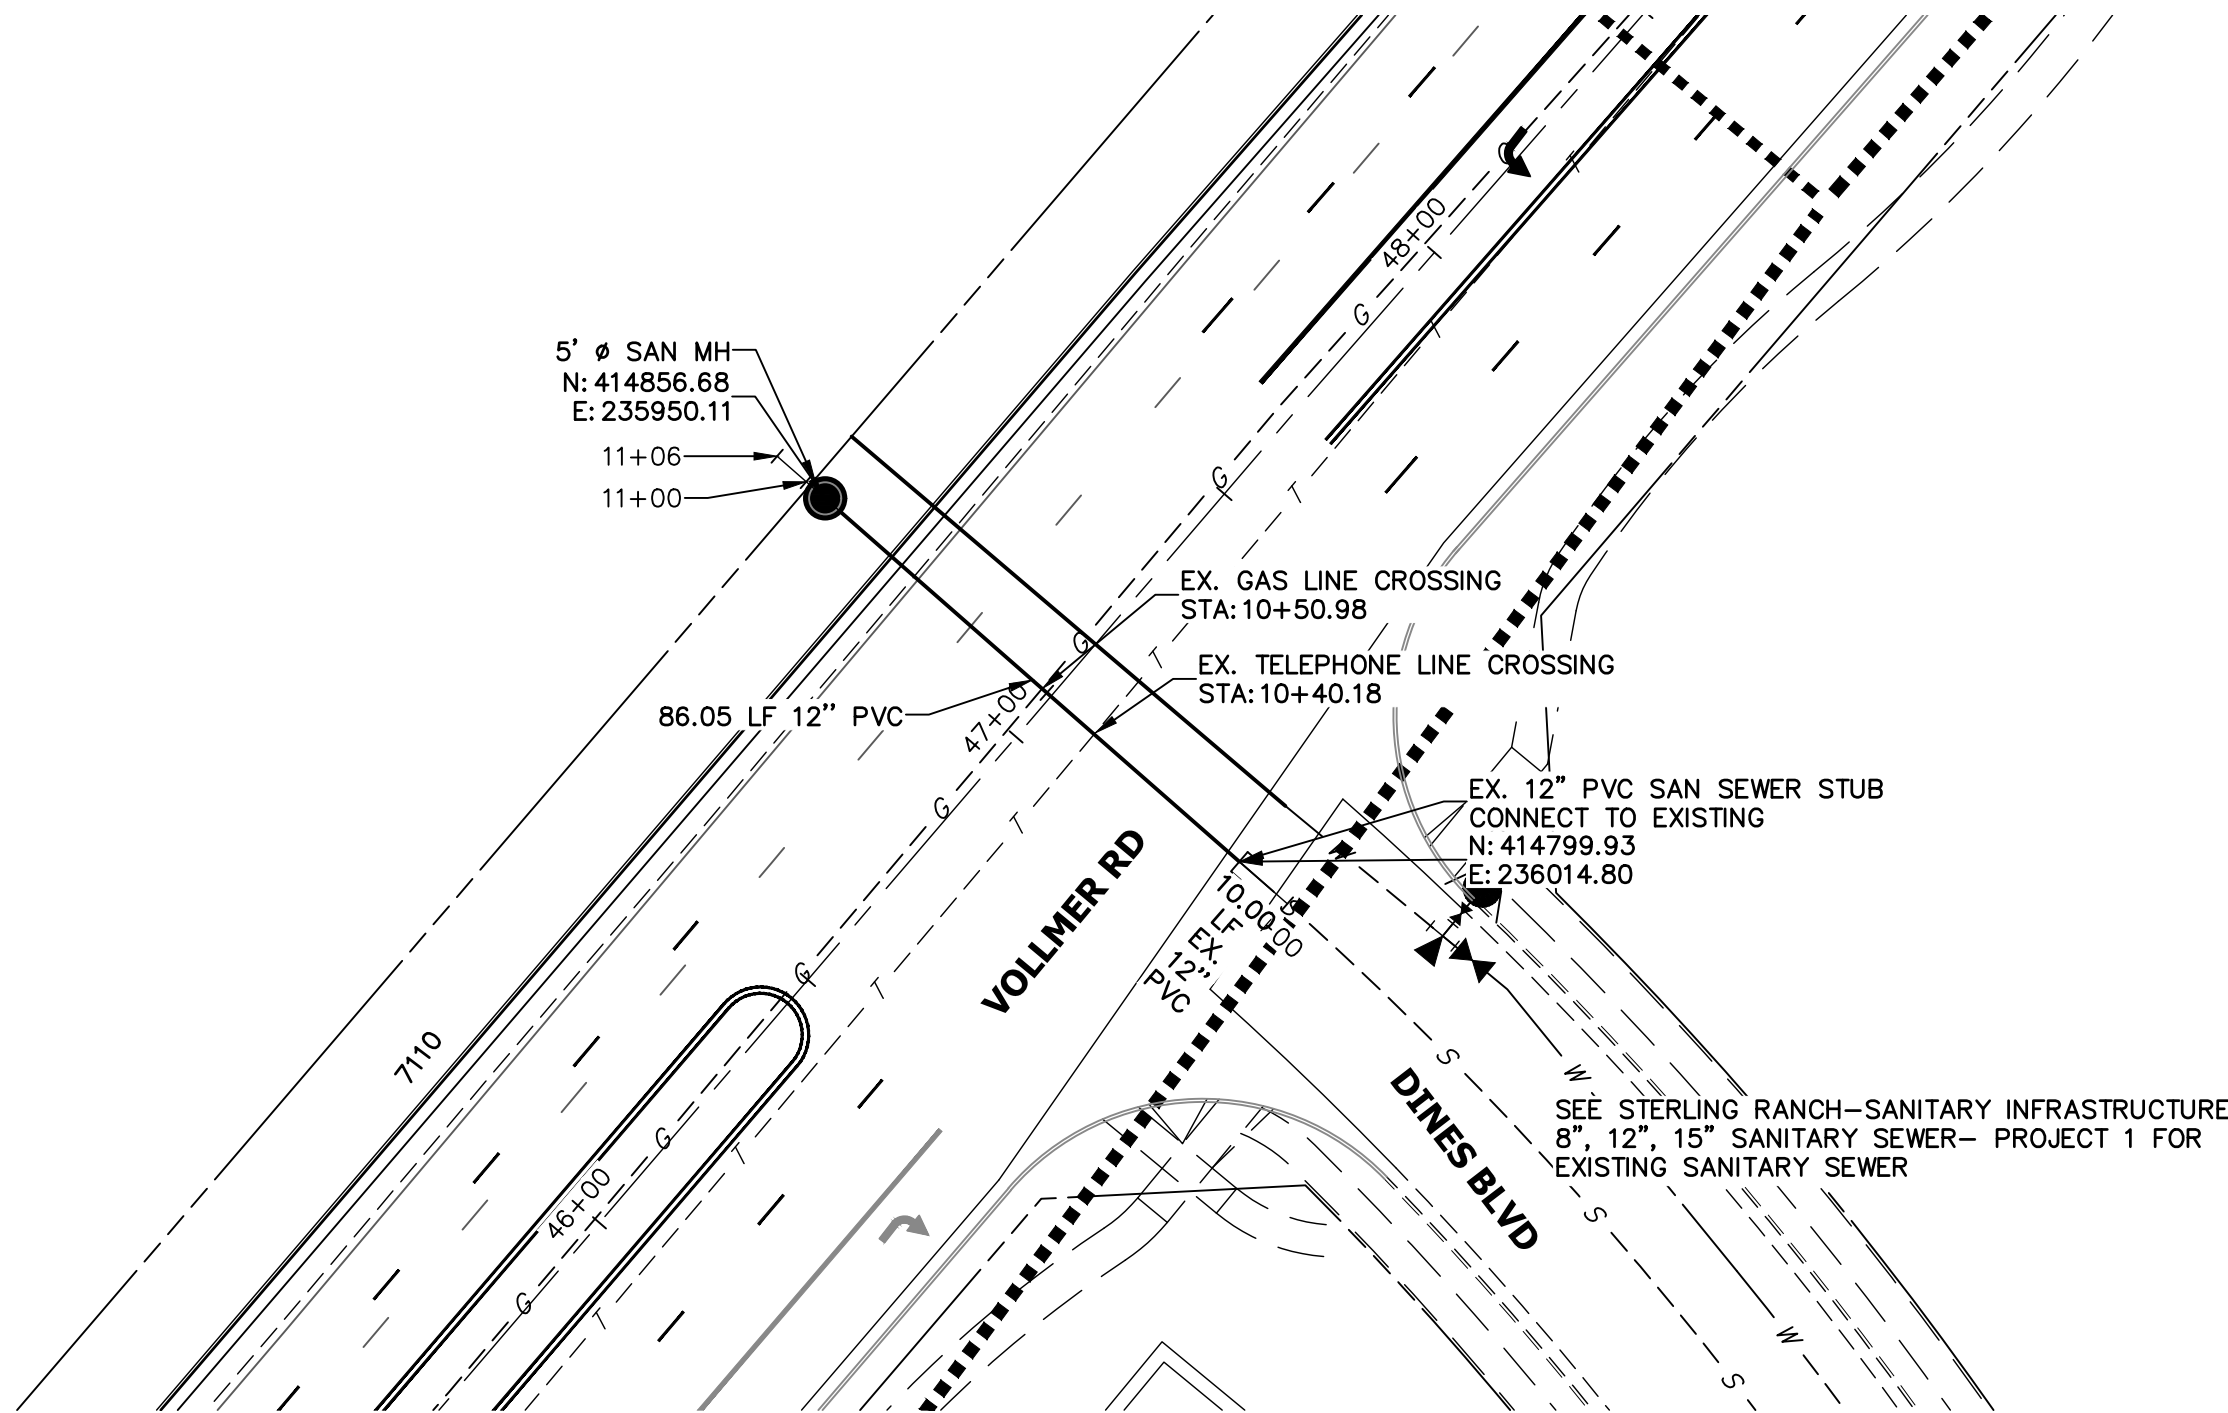 48+00
5' ø SAN MH
N: 414856.68
E: 235950.11
11+06
11+00
EX. GAS LINE CROSSING
STA: 10+50.98
EX. TELEPHONE LINE CROSSING
STA: 10+40.18
86.05 LF 12'' PVC
47+00
EX. 12" PVC SAN SEWER STUB
CONNECT TO EXISTING
N: 414799.93
E: 236014.80
10.00
LF
EX.
12''
PVC
VOLLMER RD
7110
DINES BLVD
46+00
SEE STERLING RANCH–SANITARY INFRASTRUCTURE
8", 12", 15" SANITARY SEWER– PROJECT 1 FOR
EXISTING SANITARY SEWER
G
G
G
G
G
G
G
T
T
T
T
T
T
T
T
S
S
S
W
W